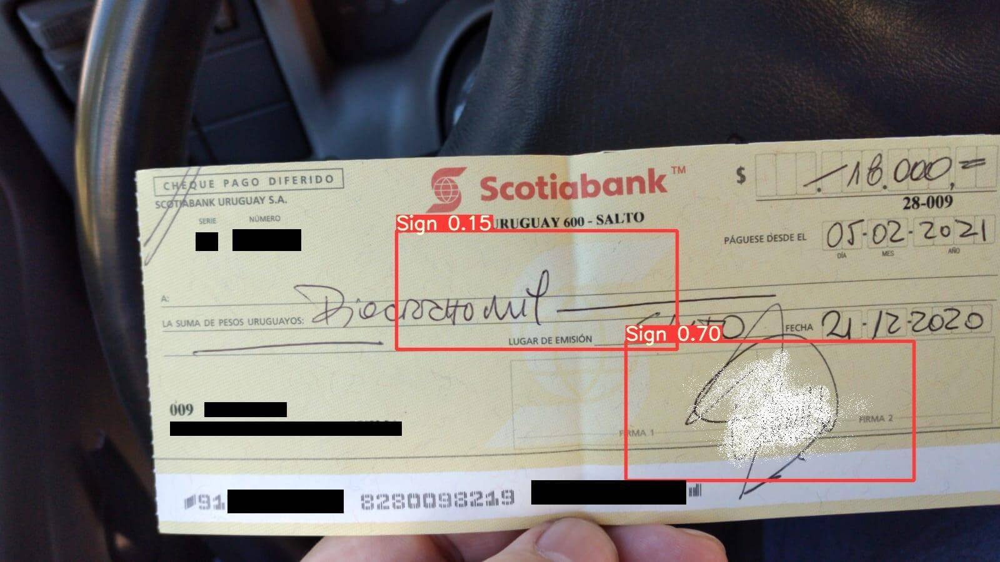 CHEQUE PAGO DIFERIDO
SCOTIABANK URUGUAY S.A.
SERIE NÚMERO
Scotiabank™
URUGUAY 600 - SALTO
$ .-18.000,=
28-009
PÁGUESE DESDE EL 05-02-2021
DÍA MES AÑO
Sign 0.15
A:
LA SUMA DE PESOS URUGUAYOS: Dieciocho mil
LUGAR DE EMISIÓN
FECHA 21-12-2020
Sign 0.70
009
FIRMA 1 FIRMA 2
91 8280098219